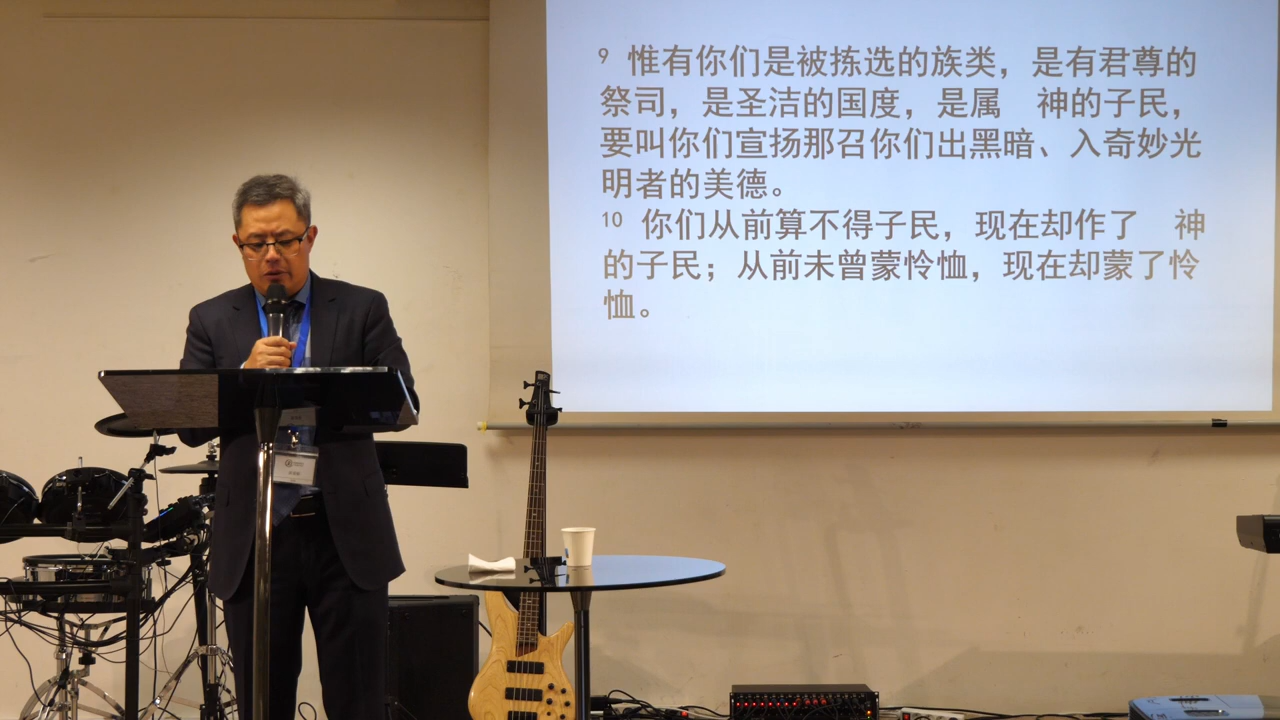 9 惟有你们是被拣选的族类，是有君尊的
祭司，是圣洁的国度，是属　神的子民，
要叫你们宣扬那召你们出黑暗、入奇妙光
明者的美德。
10 你们从前算不得子民，现在却作了　神
的子民；从前未曾蒙怜恤，现在却蒙了怜
恤。